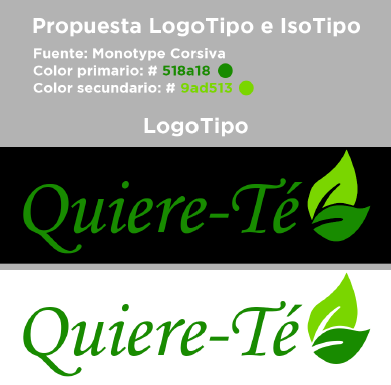 Propuesta LogoTipo e IsoTipo
Fuente: Monotype Corsiva
Color primario: # 518a18
Color secundario: # 9ad513
LogoTipo
Quiere-Té
Quiere-Té